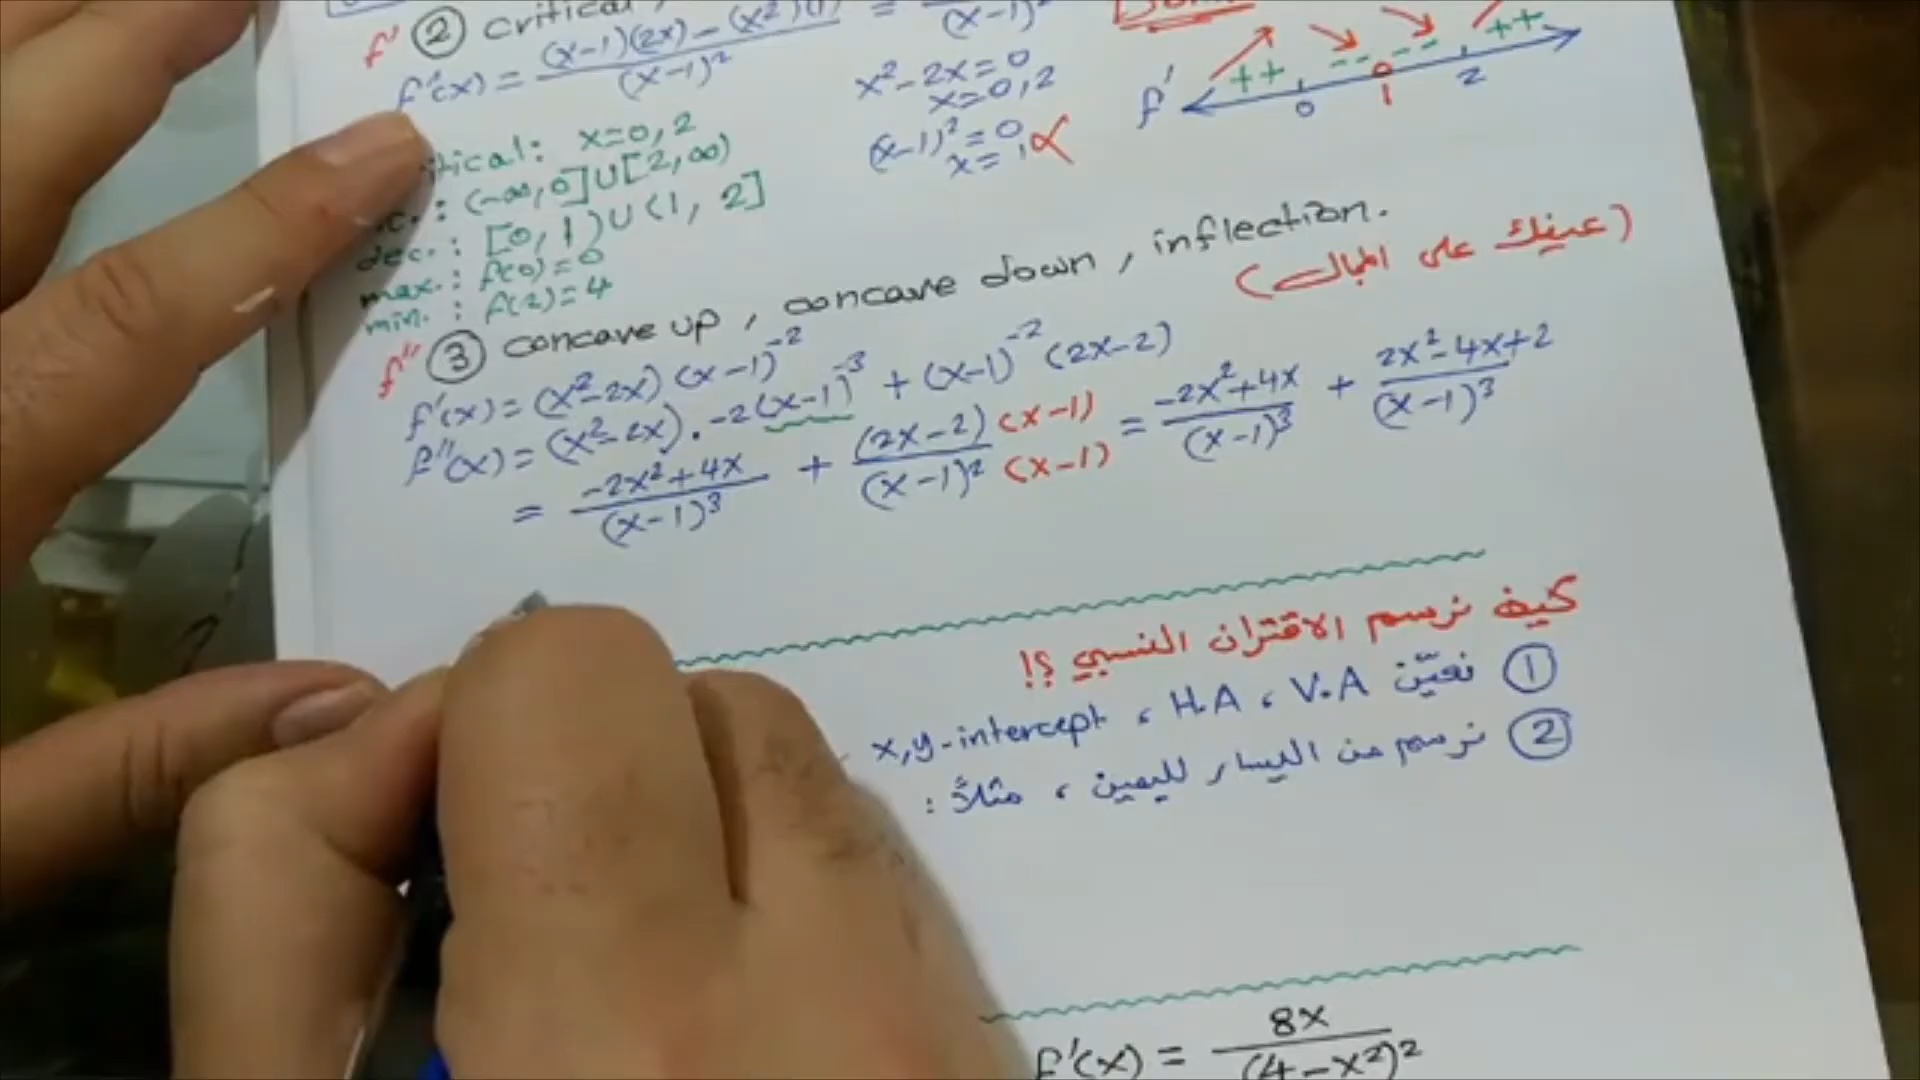 f' ② critical,
f'(x) = (x-1)(2x) - (x²)(1) / (x-1)² = / (x-1)²
x²-2x=0
x=0,2
(x-1)²=0
x=1
f' ++ -- -- ++
0 1 2
critical: x=0,2
inc.: (-∞,0]∪[2,∞)
dec.: [0,1)∪(1,2]
max.: f(0)=0
min.: f(2)=4
f'' ③ concave up, concave down, inflection.
(عينك على المجال)
f'(x) = (x²-2x)(x-1)⁻²
f''(x) = (x²-2x).-2(x-1)⁻³ + (x-1)⁻²(2x-2)
= -2x²+4x / (x-1)³ + (2x-2)(x-1) / (x-1)²(x-1) = -2x²+4x / (x-1)³ + 2x²-4x+2 / (x-1)³
كيف نرسم الاقتران النسبي ؟!
① نعيّن V.A ، H.A ، x,y-intercept
② نرسم من اليسار لليمين ، مثلاً :
f'(x) = 8x / (4-x²)²